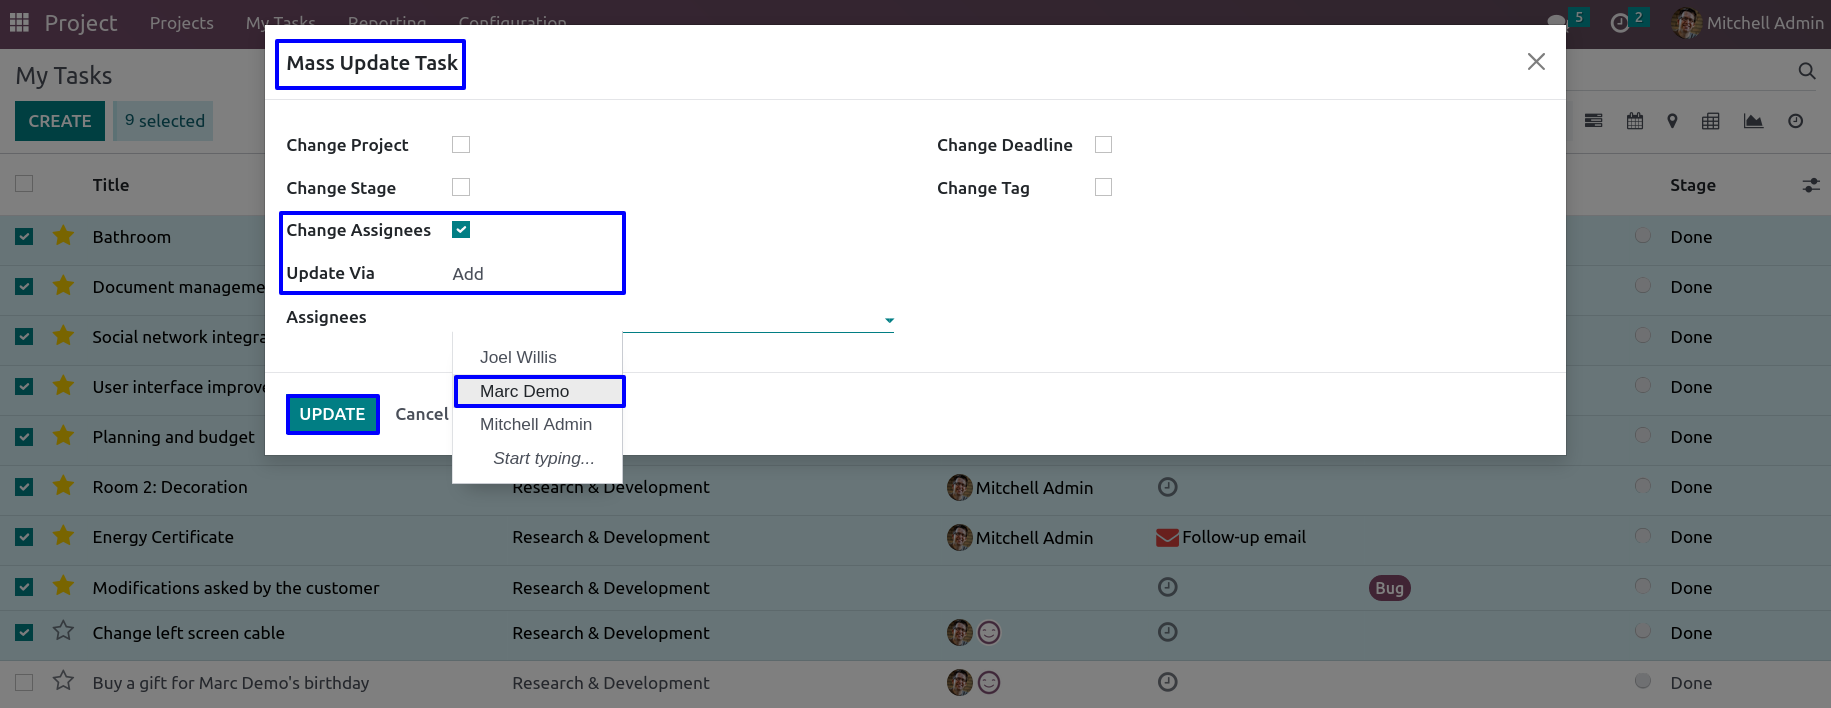 Project Projects My Tasks Reporting Configuration 5 2 Mitchell Admin
Mass Update Task
My Tasks
CREATE 9 selected
Change Project Change Deadline
Change Stage Change Tag
Title Stage
Change Assignees
Bathroom Done
Update Via Add
Document manageme Done
Assignees
Social network integra Done
Joel Willis
User interface improve Done
Marc Demo
UPDATE Cancel
Mitchell Admin
Planning and budget Done
Start typing...
Room 2: Decoration Research & Development Mitchell Admin Done
Energy Certificate Research & Development Mitchell Admin Follow-up email Done
Modifications asked by the customer Research & Development Bug Done
Change left screen cable Research & Development Done
Buy a gift for Marc Demo's birthday Research & Development Done